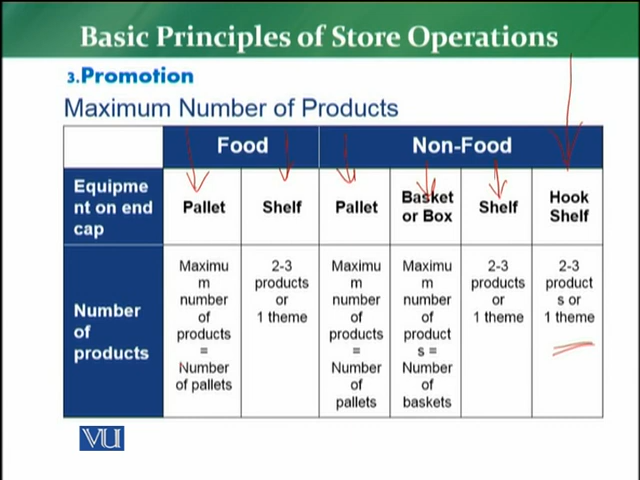 Basic Principles of Store Operations
3.Promotion
Maximum Number of Products
Food
Non-Food
Equipme
nt on end
cap
Pallet
Shelf
Pallet
Basket
or Box
Shelf
Hook
Shelf
Number
of
products
Maximu
m
number
of
products
=
Number
of pallets
2-3
products
or
1 theme
Maximu
m
number
of
products
=
Number
of
pallets
Maximu
m
number
of
product
s =
Number
of
baskets
2-3
products
or
1 theme
2-3
product
s or
1 theme
VU